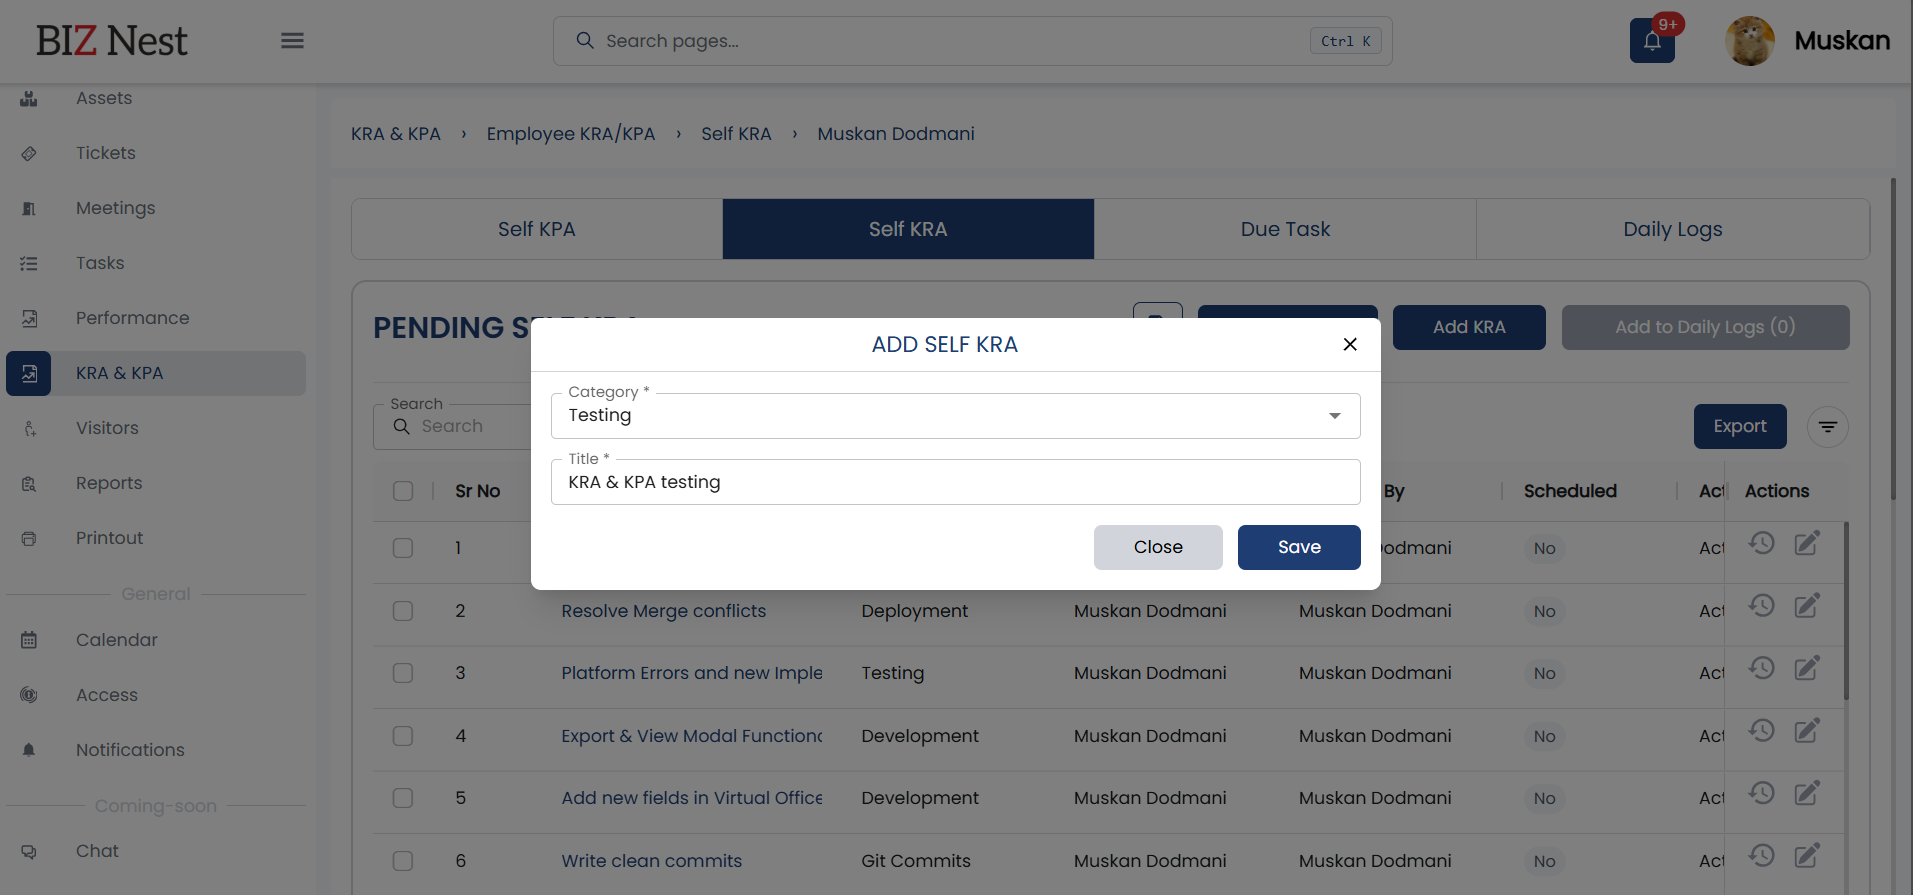 BIZ Nest
Search pages...
Ctrl K
9+
Muskan
Assets
Tickets
Meetings
Tasks
Performance
KRA & KPA
Visitors
Reports
Printout
General
Calendar
Access
Notifications
Coming-soon
Chat
KRA & KPA › Employee KRA/KPA › Self KRA › Muskan Dodmani
Self KPA
Self KRA
Due Task
Daily Logs
PENDING
Add KRA
Add to Daily Logs (0)
Search
Search
Export
ADD SELF KRA
Category *
Testing
Title *
KRA & KPA testing
Close
Save
Sr No By Scheduled Act Actions
1 Dodmani No Act
2 Resolve Merge conflicts Deployment Muskan Dodmani Muskan Dodmani No Act
3 Platform Errors and new Imple Testing Muskan Dodmani Muskan Dodmani No Act
4 Export & View Modal Functiona Development Muskan Dodmani Muskan Dodmani No Act
5 Add new fields in Virtual Office Development Muskan Dodmani Muskan Dodmani No Act
6 Write clean commits Git Commits Muskan Dodmani Muskan Dodmani No Act